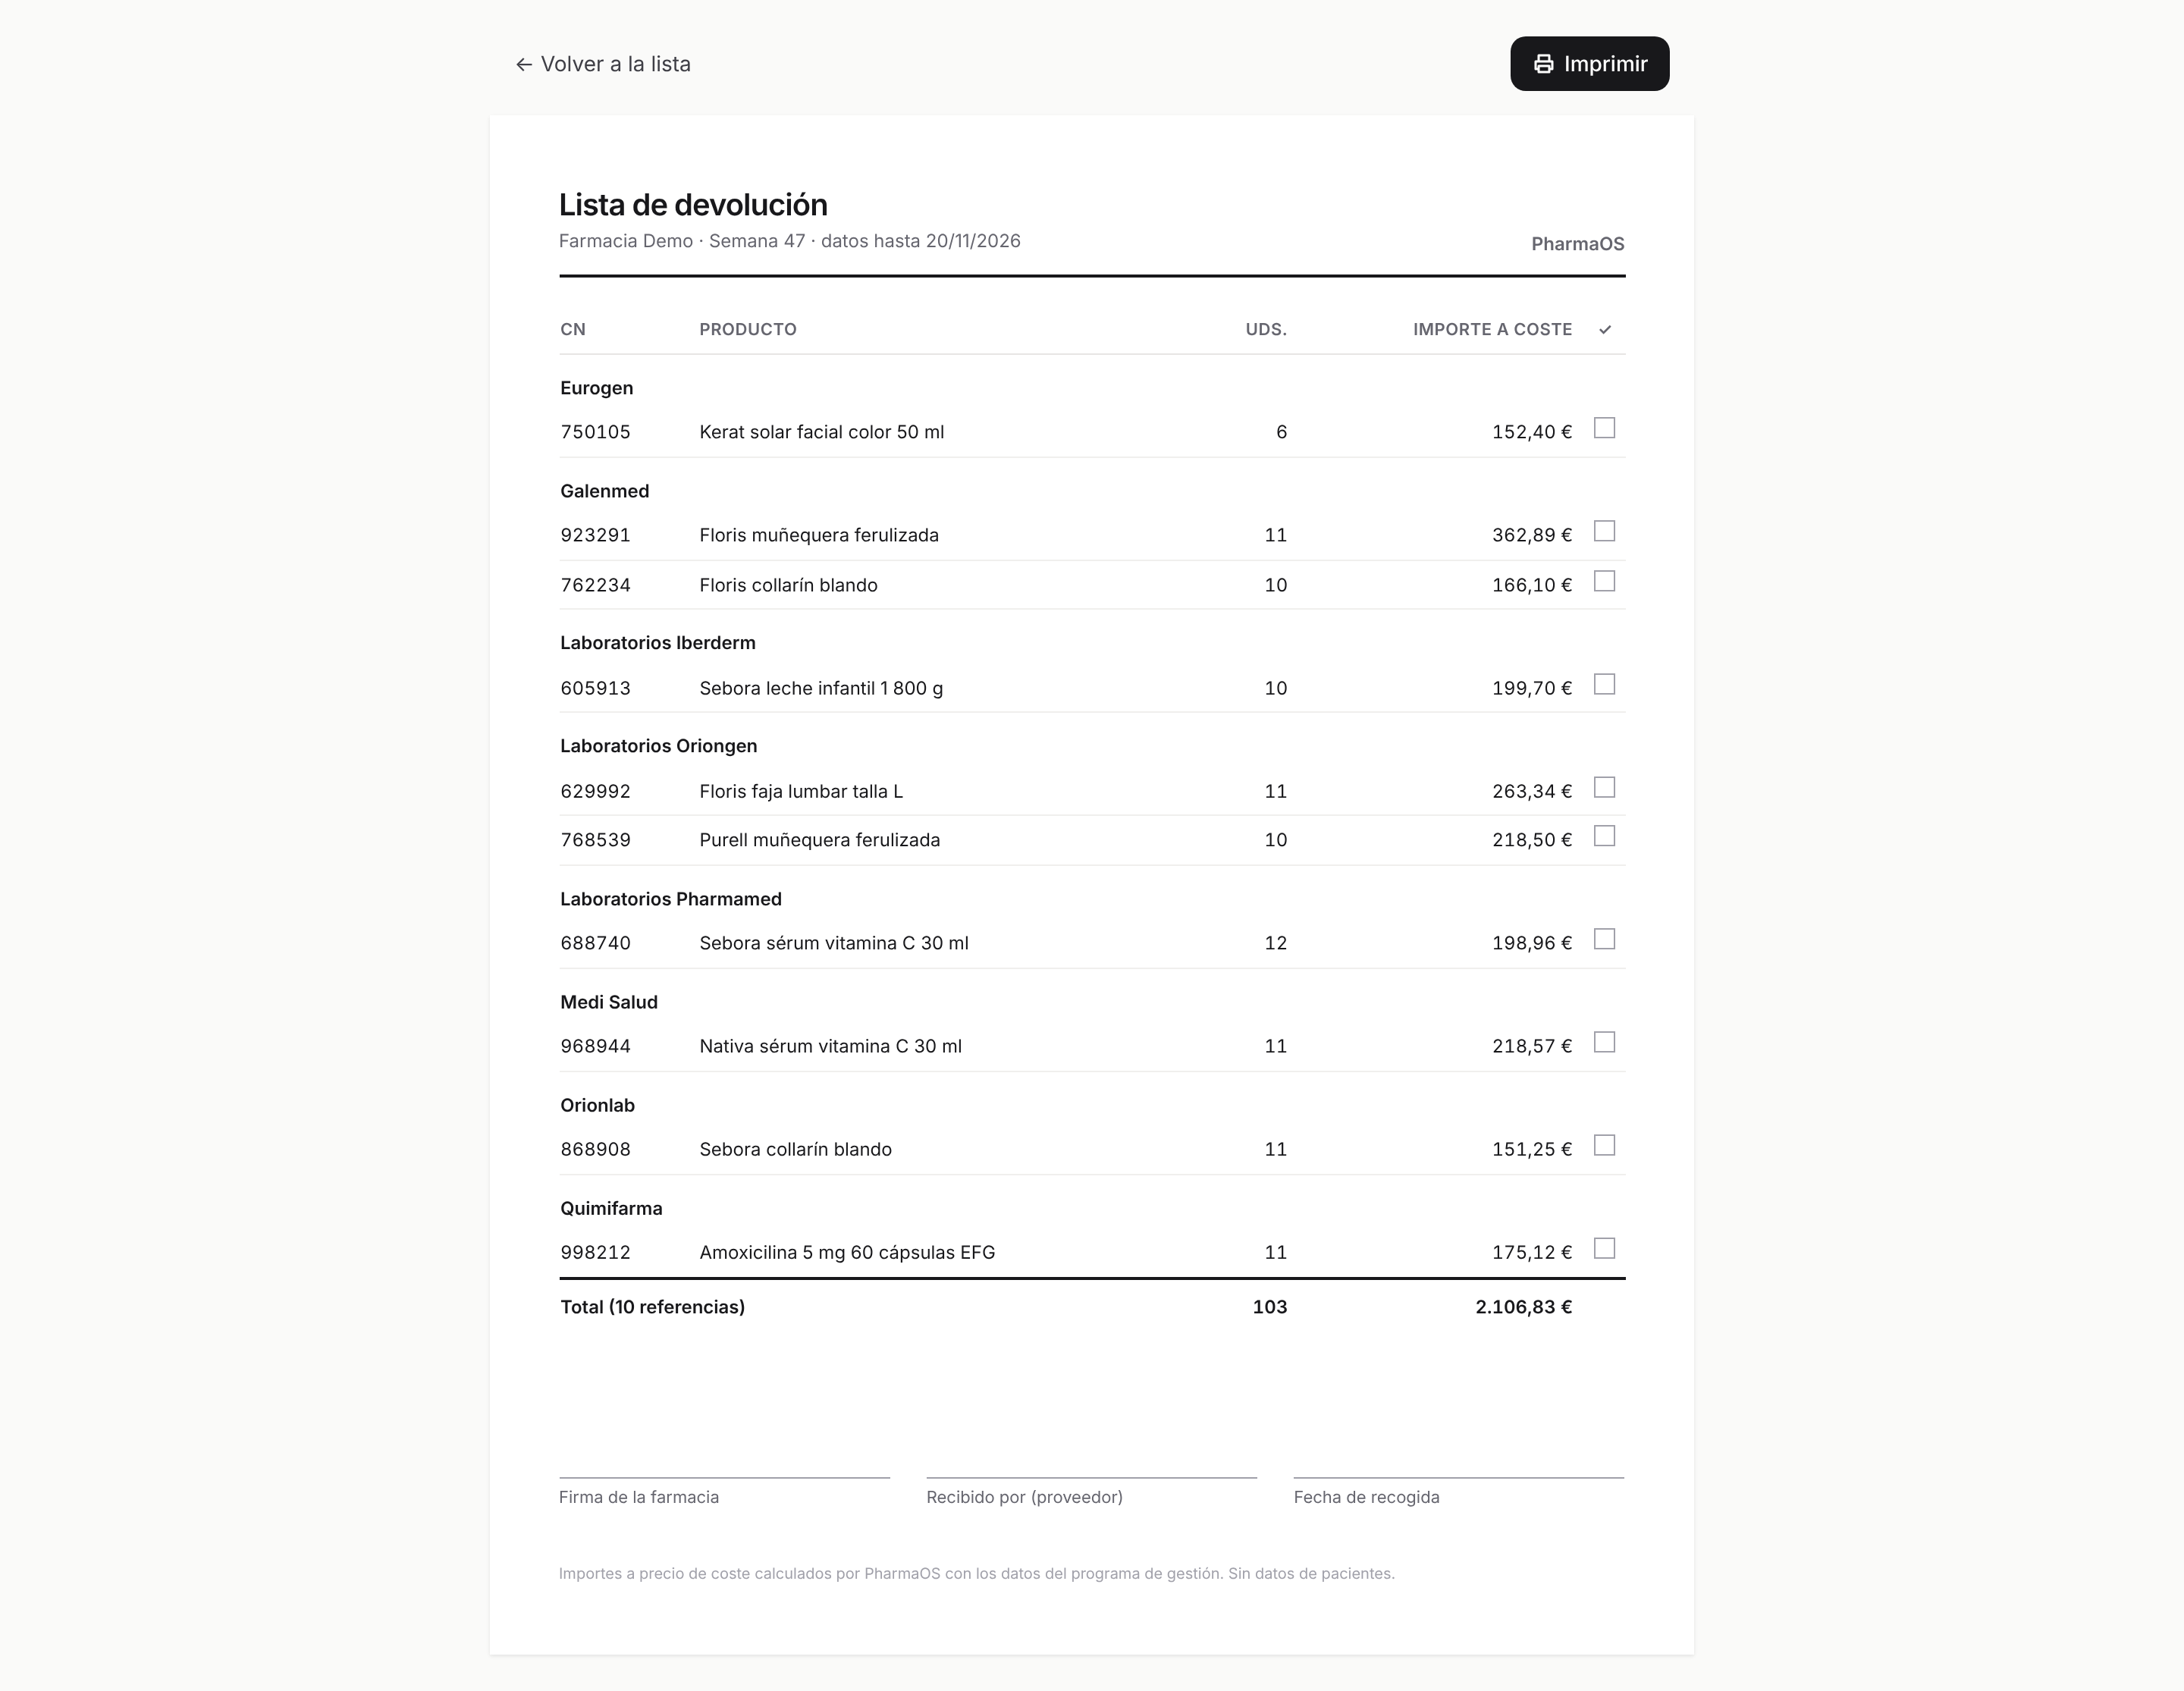 ← Volver a la lista
Imprimir
Lista de devolución
Farmacia Demo · Semana 47 · datos hasta 20/11/2026
PharmaOS
CN PRODUCTO UDS. IMPORTE A COSTE ✓
Eurogen
750105 Kerat solar facial color 50 ml 6 152,40 €
Galenmed
923291 Floris muñequera ferulizada 11 362,89 €
762234 Floris collarín blando 10 166,10 €
Laboratorios Iberderm
605913 Sebora leche infantil 1 800 g 10 199,70 €
Laboratorios Oriongen
629992 Floris faja lumbar talla L 11 263,34 €
768539 Purell muñequera ferulizada 10 218,50 €
Laboratorios Pharmamed
688740 Sebora sérum vitamina C 30 ml 12 198,96 €
Medi Salud
968944 Nativa sérum vitamina C 30 ml 11 218,57 €
Orionlab
868908 Sebora collarín blando 11 151,25 €
Quimifarma
998212 Amoxicilina 5 mg 60 cápsulas EFG 11 175,12 €
Total (10 referencias) 103 2.106,83 €
Firma de la farmacia Recibido por (proveedor) Fecha de recogida
Importes a precio de coste calculados por PharmaOS con los datos del programa de gestión. Sin datos de pacientes.